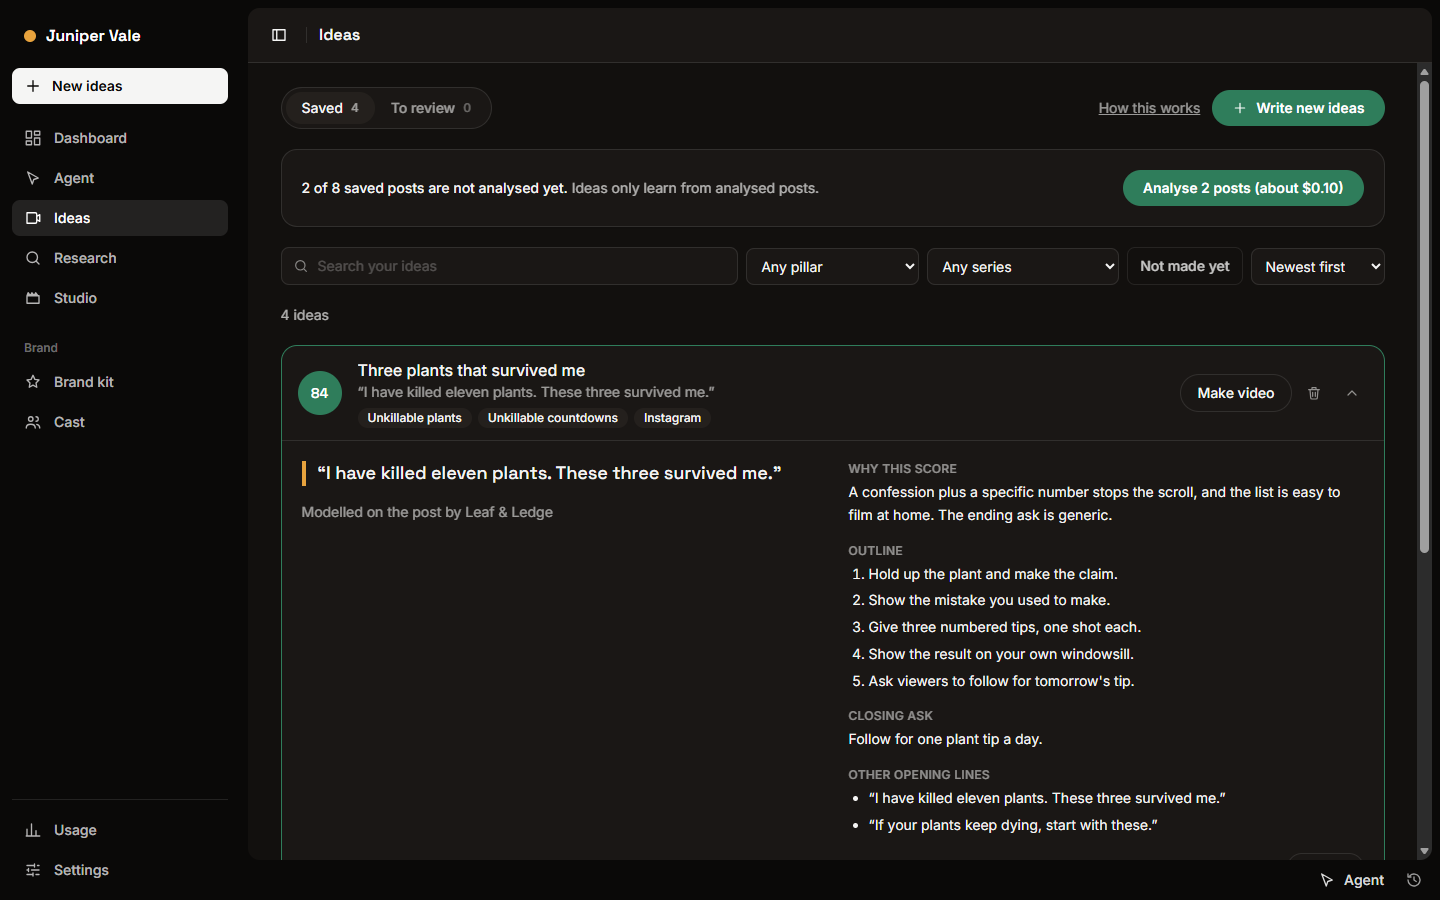 Juniper Vale
New ideas
Dashboard
Agent
Ideas
Research
Studio
Brand
Brand kit
Cast
Usage
Settings
Ideas
Saved 4
To review 0
How this works
Write new ideas
2 of 8 saved posts are not analysed yet. Ideas only learn from analysed posts.
Analyse 2 posts (about $0.10)
Search your ideas
Any pillar
Any series
Not made yet
Newest first
4 ideas
84
Three plants that survived me
“I have killed eleven plants. These three survived me.”
Unkillable plants
Unkillable countdowns
Instagram
Make video
“I have killed eleven plants. These three survived me.”
Modelled on the post by Leaf & Ledge
WHY THIS SCORE
A confession plus a specific number stops the scroll, and the list is easy to
film at home. The ending ask is generic.
OUTLINE
1. Hold up the plant and make the claim.
2. Show the mistake you used to make.
3. Give three numbered tips, one shot each.
4. Show the result on your own windowsill.
5. Ask viewers to follow for tomorrow's tip.
CLOSING ASK
Follow for one plant tip a day.
OTHER OPENING LINES
• “I have killed eleven plants. These three survived me.”
• “If your plants keep dying, start with these.”
Agent